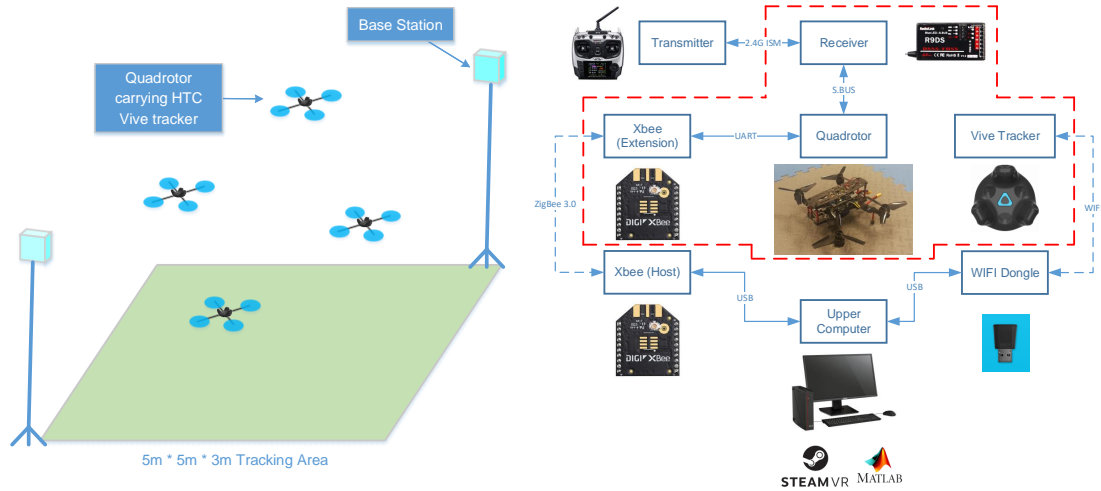 Base Station
Quadrotor
carrying HTC
Vive tracker
5m * 5m * 3m Tracking Area
Transmitter
2.4G ISM
Receiver
R9DS
S.BUS
Xbee
(Extension)
UART
Quadrotor
Vive Tracker
ZigBee 3.0
WIF
DIGI XBee
Xbee (Host)
USB
Upper
Computer
USB
WIFI Dongle
DIGI XBee
STEAMVR
MATLAB